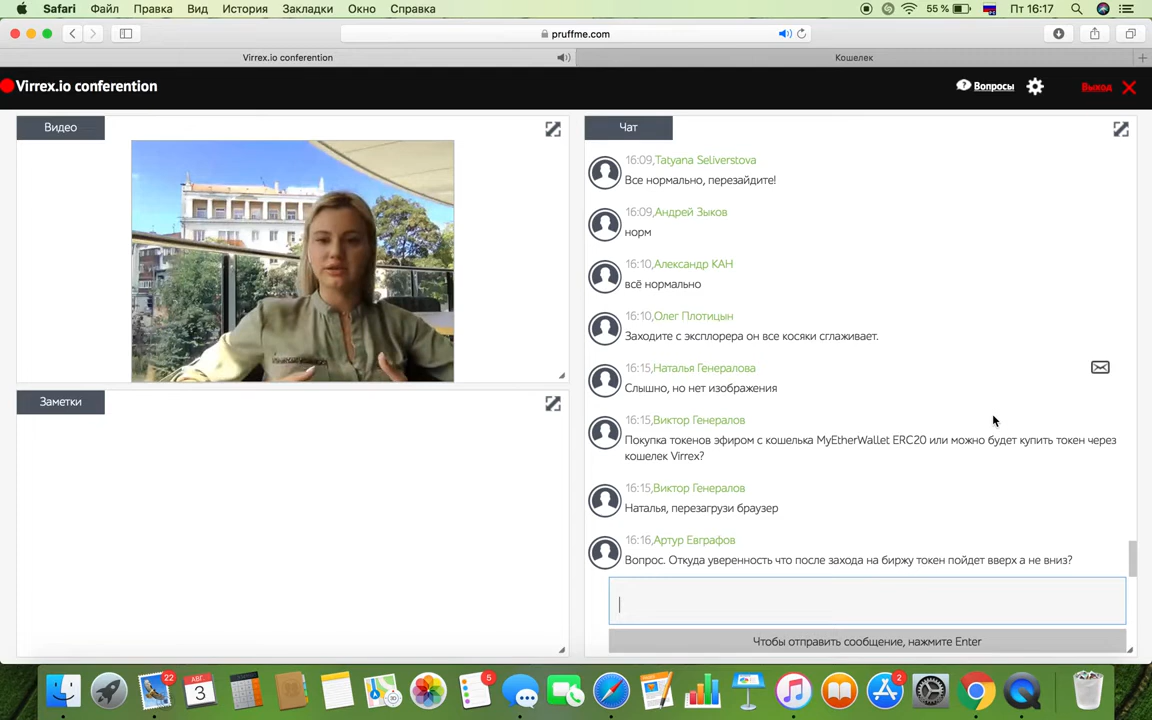 Safari Файл Правка Вид История Закладки Окно Справка 55 % Пт 16:17
pruffme.com
Virrex.io conferention Кошелек
Virrex.io conferention Вопросы Выход
Видео
Чат
16:09,Tatyana Seliverstova
Все нормально, перезайдите!
16:09,Андрей Зыков
норм
16:10,Александр КАН
всё нормально
16:10,Олег Плотицын
Заходите с эксплорера он все косяки сглаживает.
16:15,Наталья Генералова
Слышно, но нет изображения
16:15,Виктор Генералов
Покупка токенов эфиром с кошелька MyEtherWallet ERC20 или можно будет купить токен через
кошелек Virrex?
16:15,Виктор Генералов
Наталья, перезагрузи браузер
16:16,Артур Евграфов
Вопрос. Откуда уверенность что после захода на биржу токен пойдет вверх а не вниз?
Чтобы отправить сообщение, нажмите Enter
Заметки
22
АВГ.
3
5
2